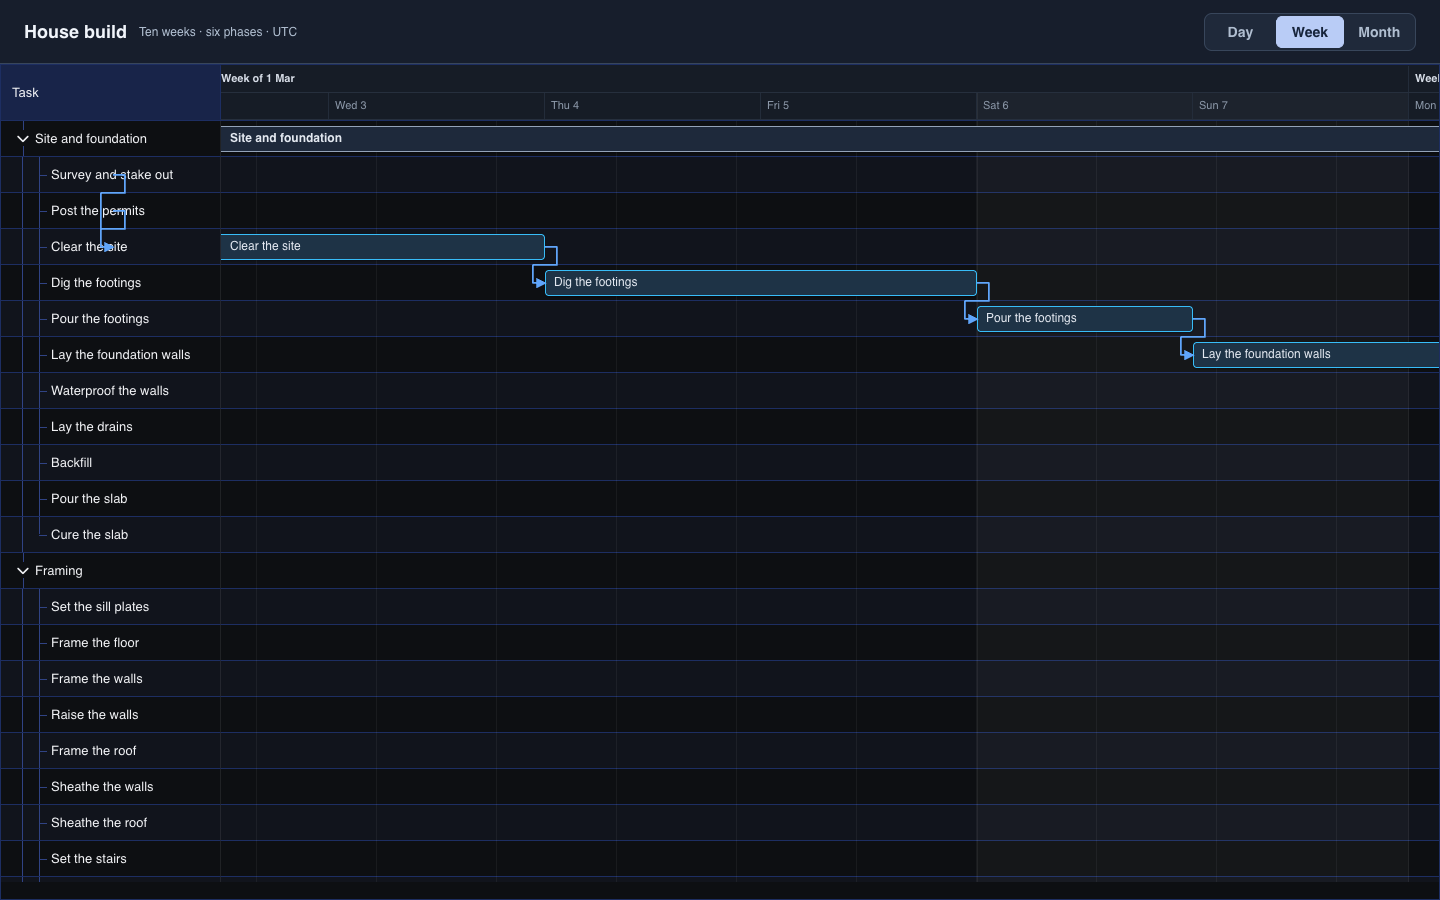 House build
Ten weeks · six phases · UTC
Day
Week
Month
Task
Week of 1 Mar
Wed 3
Thu 4
Fri 5
Sat 6
Sun 7
Mon
Site and foundation
Site and foundation
Survey and stake out
Post the permits
Clear the site
Clear the site
Dig the footings
Dig the footings
Pour the footings
Pour the footings
Lay the foundation walls
Lay the foundation walls
Waterproof the walls
Lay the drains
Backfill
Pour the slab
Cure the slab
Framing
Set the sill plates
Frame the floor
Frame the walls
Raise the walls
Frame the roof
Sheathe the walls
Sheathe the roof
Set the stairs